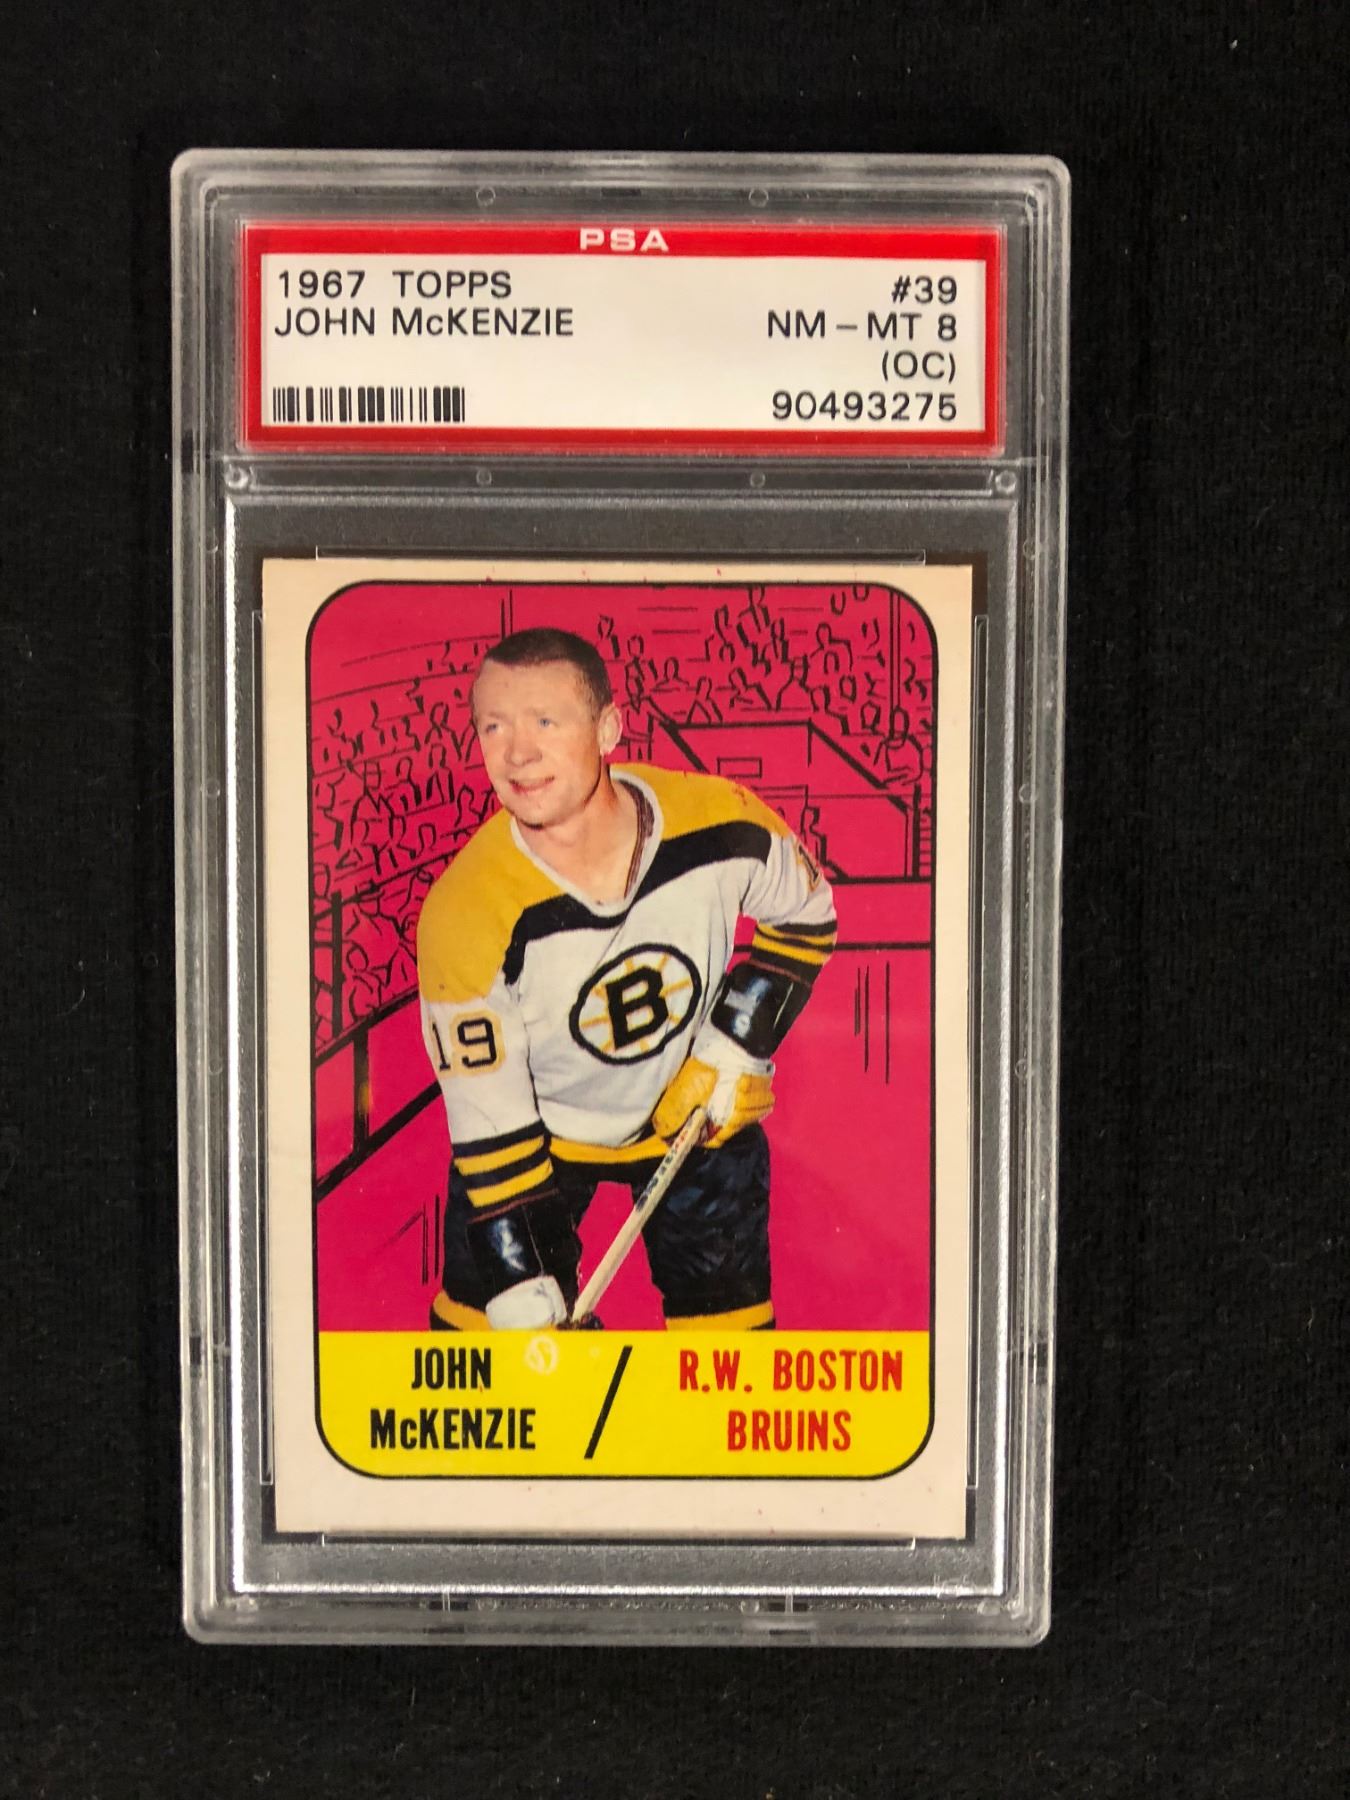 PSA
1967 TOPPS #39
JOHN McKENZIE NM-MT 8
(OC)
90493275
19
B
JOHN McKENZIE / R.W. BOSTON BRUINS